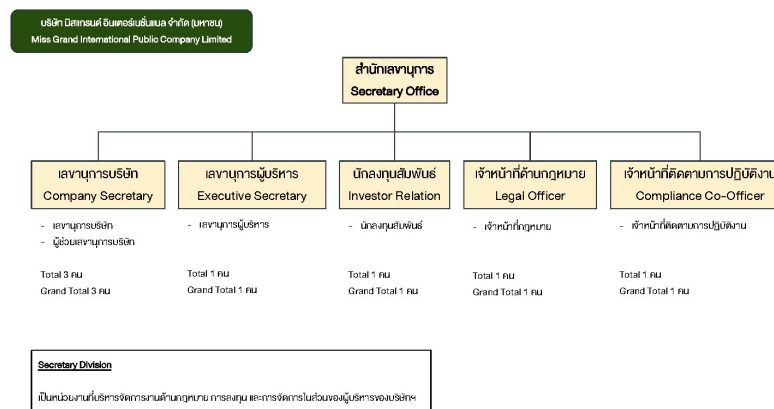 บริษัท มิสแกรนด์ อินเตอร์เนชั่นแนล จำกัด (มหาชน)
Miss Grand International Public Company Limited
สำนักเลขานุการ
Secretary Office
เลขานุการบริษัท
Company Secretary
- เลขานุการบริษัท
- ผู้ช่วยเลขานุการบริษัท
Total 3 คน
Grand Total 3 คน
เลขานุการผู้บริหาร
Executive Secretary
- เลขานุการผู้บริหาร
Total 1 คน
Grand Total 1 คน
นักลงทุนสัมพันธ์
Investor Relation
- นักลงทุนสัมพันธ์
Total 1 คน
Grand Total 1 คน
เจ้าหน้าที่ด้านกฎหมาย
Legal Officer
- เจ้าหน้าที่กฎหมาย
Total 1 คน
Grand Total 1 คน
เจ้าหน้าที่ติดตามการปฏิบัติงาน
Compliance Co-Officer
- เจ้าหน้าที่ติดตามการปฏิบัติงาน
Total 1 คน
Grand Total 1 คน
Secretary Division
เป็นหน่วยงานที่บริหารจัดการงานด้านกฎหมาย การลงทุน และการจัดการในส่วนของผู้บริหารของบริษัทฯ